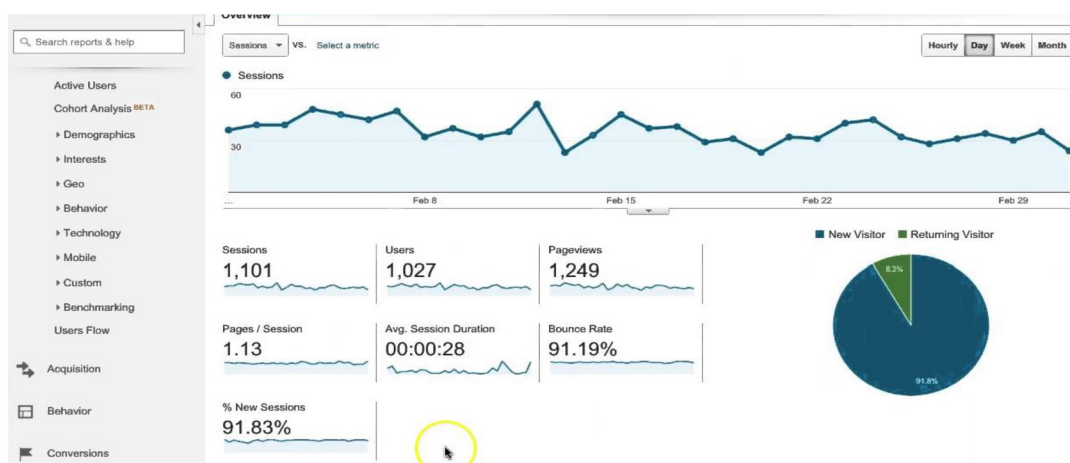 Overview
Search reports & help
Sessions VS. Select a metric
Hourly Day Week Month
Active Users
Cohort Analysis BETA
Demographics
Interests
Geo
Behavior
Technology
Mobile
Custom
Benchmarking
Users Flow
Acquisition
Behavior
Conversions
Sessions
60
30
... Feb 8 Feb 15 Feb 22 Feb 29
New Visitor Returning Visitor
8.2%
91.8%
Sessions
1,101
Users
1,027
Pageviews
1,249
Pages / Session
1.13
Avg. Session Duration
00:00:28
Bounce Rate
91.19%
% New Sessions
91.83%